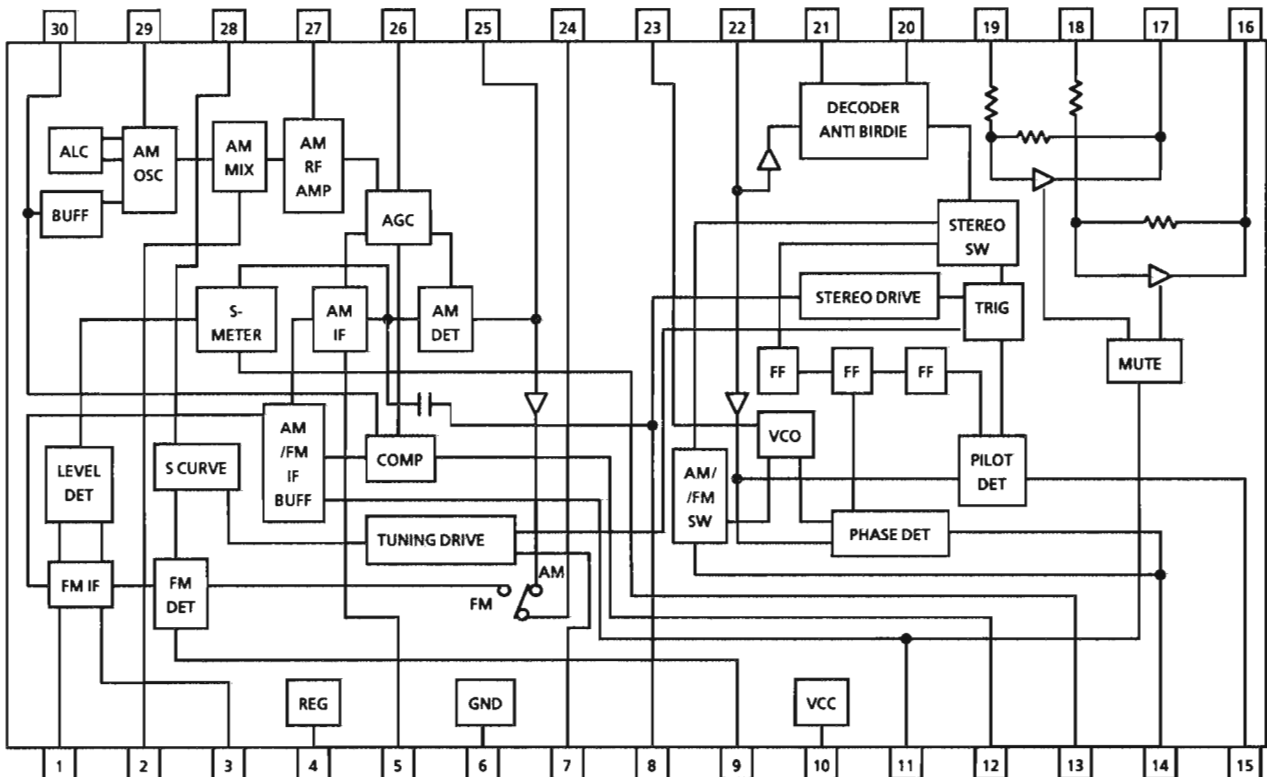 30 29 28 27 26 25 24 23 22 21 20 19 18 17 16
ALC
AM
OSC
AM
MIX
AM
RF
AMP
DECODER
ANTI BIRDIE
BUFF
AGC
STEREO
SW
S-
METER
AM
IF
AM
DET
STEREO DRIVE
TRIG
FF
FF
FF
MUTE
LEVEL
DET
S CURVE
AM
/FM
IF
BUFF
COMP
VCO
AM/
/FM
SW
PILOT
DET
TUNING DRIVE
PHASE DET
FM IF
FM
DET
FM
AM
REG
GND
VCC
1 2 3 4 5 6 7 8 9 10 11 12 13 14 15